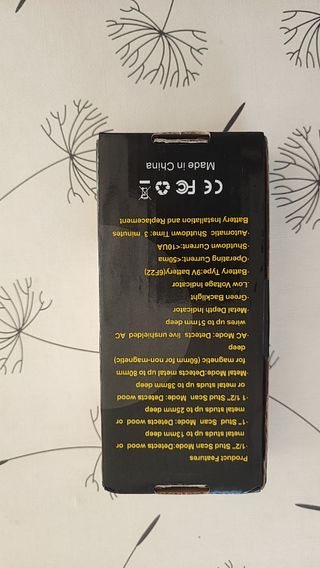 Product Features
·1/2" Stud Scan Mode:Detects wood or
metal studs up to 13mm deep
·1" Stud Scan Mode: Detects wood or
metal studs up to 25mm deep
·1 1/2" Stud Scan Mode: Detects wood
or metal studs up to 38mm deep
·Metal Mode:Detects metal up to 80mm
for magnetic (60mm for non-magnetic)
deep
·AC Mode: Detects live unshielded AC
wires up to 51mm deep
·Metal Depth Indicator
·Green Backlight
·Low Voltage Indicator
·Battery Type:9V battery(6F22)
·Operating Current:<50ma
·Shutdown Current:<10UA
·Automatic Shutdown Time: 3 minutes
·Battery Installation and Replacement
CE FC
Made in China